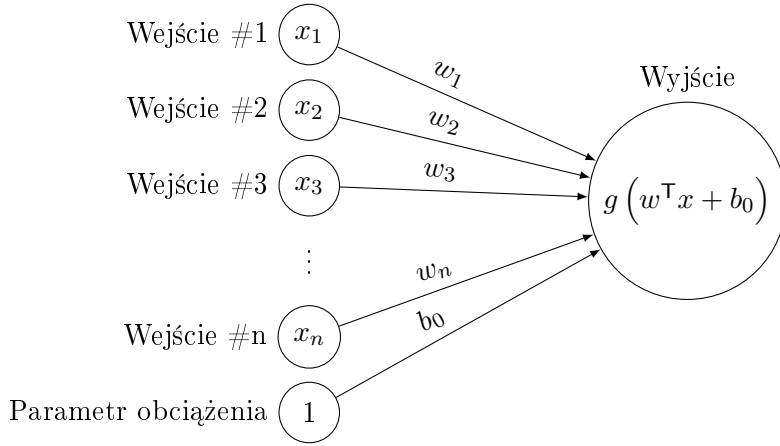 Wejście #1 x₁
w₁
Wyjście
Wejście #2 x₂
w₂
Wejście #3 x₃
w₃
g (wᵀx + b₀)
⋮
wₙ
Wejście #n xₙ
b₀
Parametr obciążenia 1